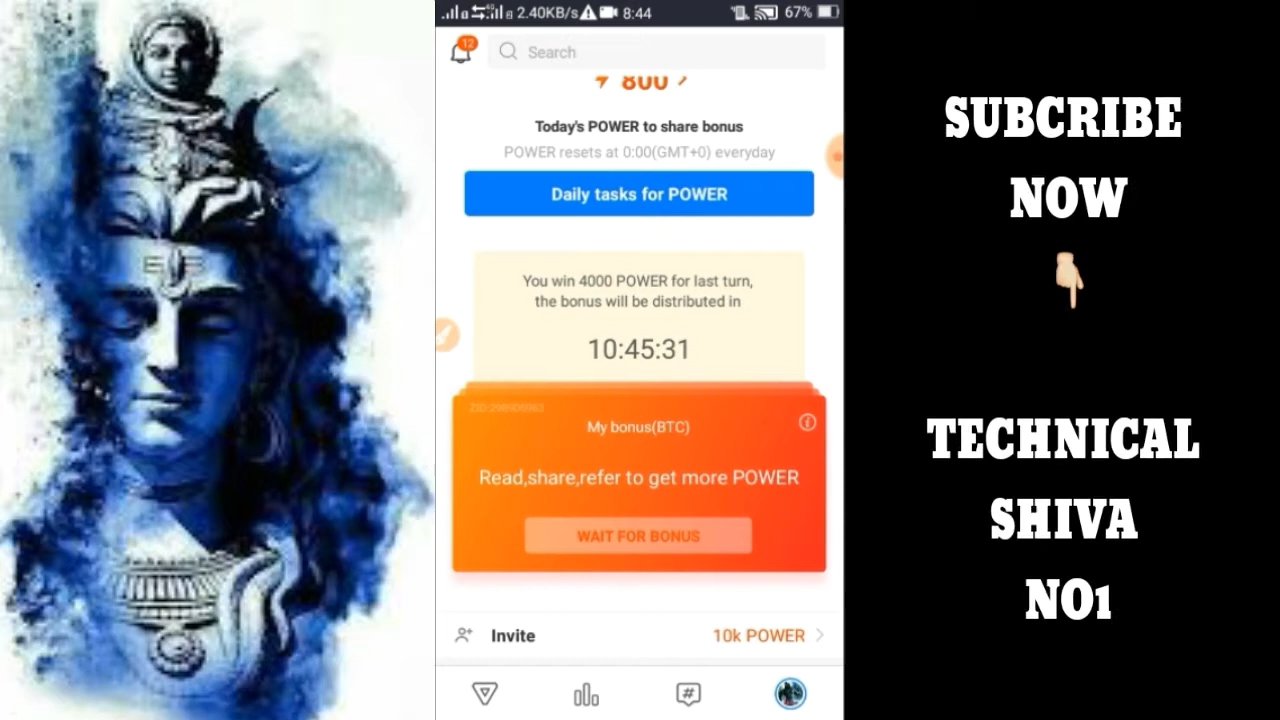 2.40KB/s 8:44 67%
12
Search
800
Today's POWER to share bonus
POWER resets at 0:00(GMT+0) everyday
Daily tasks for POWER
You win 4000 POWER for last turn,
the bonus will be distributed in
10:45:31
My bonus(BTC)
Read,share,refer to get more POWER
WAIT FOR BONUS
Invite 10k POWER
SUBCRIBE
NOW
TECHNICAL
SHIVA
NO1